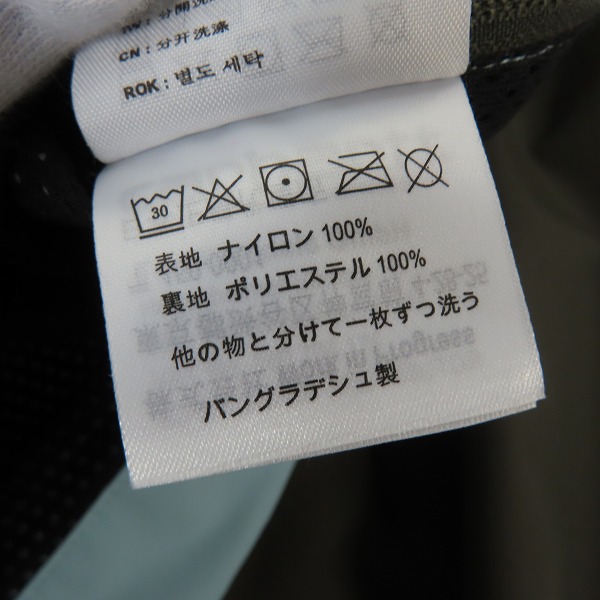 CN : 分开洗涤
ROK: 별도 세탁
30
表地 ナイロン 100%
裏地 ポリエステル 100%
他の物と分けて一枚ずつ洗う
バングラデシュ製